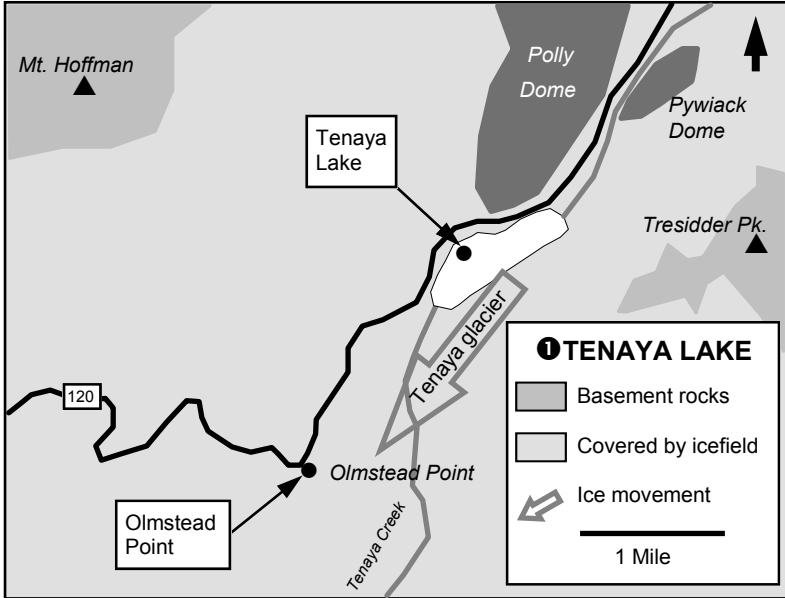 Mt. Hoffman
Polly
Dome
Pywiack
Dome
Tenaya
Lake
Tresidder Pk.
Tenaya glacier
120
Olmstead Point
Olmstead
Point
Tenaya Creek
❶TENAYA LAKE
Basement rocks
Covered by icefield
Ice movement
1 Mile